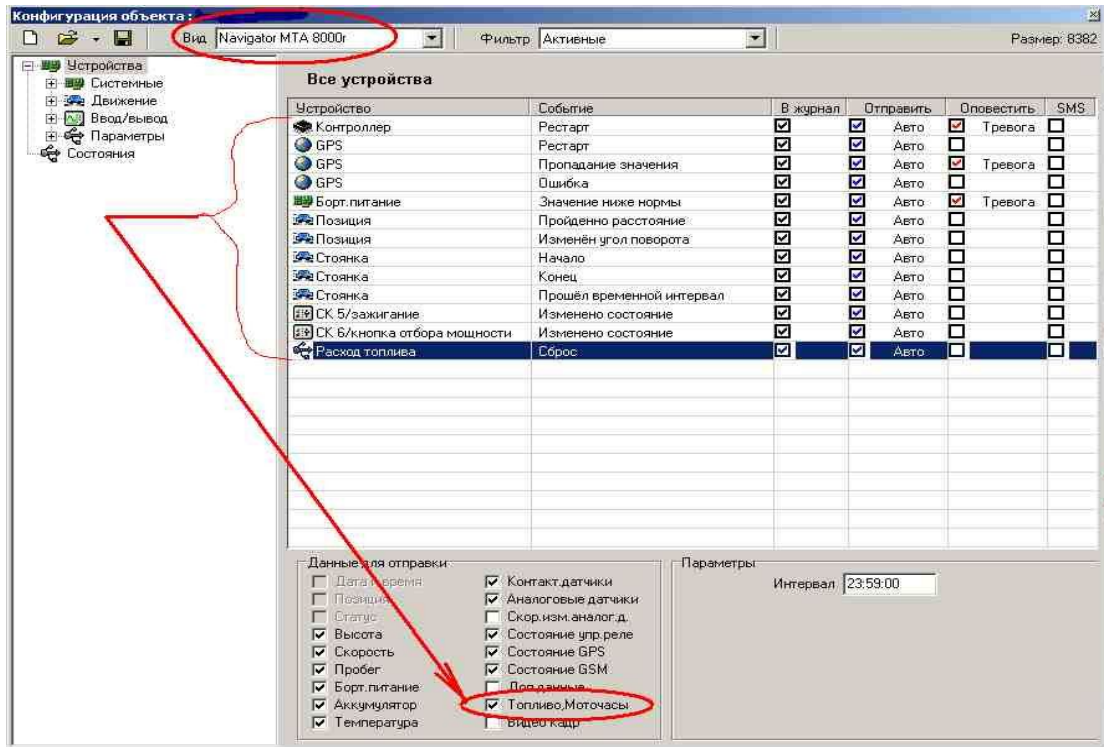 Конфигурация объекта :
Вид Navigator MTA 8000r Фильтр Активные Размер: 8382
Устройства
Системные
Движение
Ввод/вывод
Параметры
Состояния
Все устройства
Устройство Событие В журнал Отправить Оповестить SMS
Контроллер Рестарт Авто Тревога
GPS Рестарт Авто
GPS Пропадание значения Авто Тревога
GPS Ошибка Авто
Борт.питание Значение ниже нормы Авто Тревога
Позиция Пройденно расстояние Авто
Позиция Изменён угол поворота Авто
Стоянка Начало Авто
Стоянка Конец Авто
Стоянка Прошёл временной интервал Авто
СК 5/зажигание Изменено состояние Авто
СК 6/кнопка отбора мощности Изменено состояние Авто
Расход топлива Сброс Авто
Данные для отправки
Дата и время Контакт.датчики
Позиция Аналоговые датчики
Статус Скор.изм.аналог.д.
Высота Состояние упр.реле
Скорость Состояние GPS
Пробег Состояние GSM
Борт.питание Доп.данные
Аккумулятор Топливо,Моточасы
Температура Видео кадр
Параметры
Интервал 23:59:00